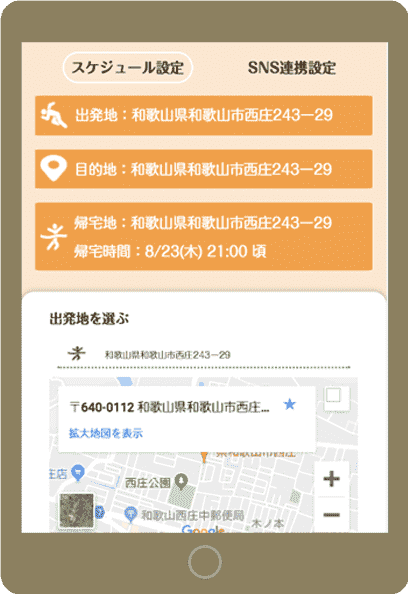 スケジュール設定
SNS連携設定
出発地：和歌山県和歌山市西庄243ー29
目的地：和歌山県和歌山市西庄243ー29
帰宅地：和歌山県和歌山市西庄243ー29
帰宅時間：8/23(木) 21:00 頃
出発地を選ぶ
和歌山県和歌山市西庄243ー29
〒640-0112 和歌山県和歌山市西庄...
拡大地図を表示
県和歌山市西庄
庄店
西庄公園
和歌山西庄中郵便局
木ノ本
Google